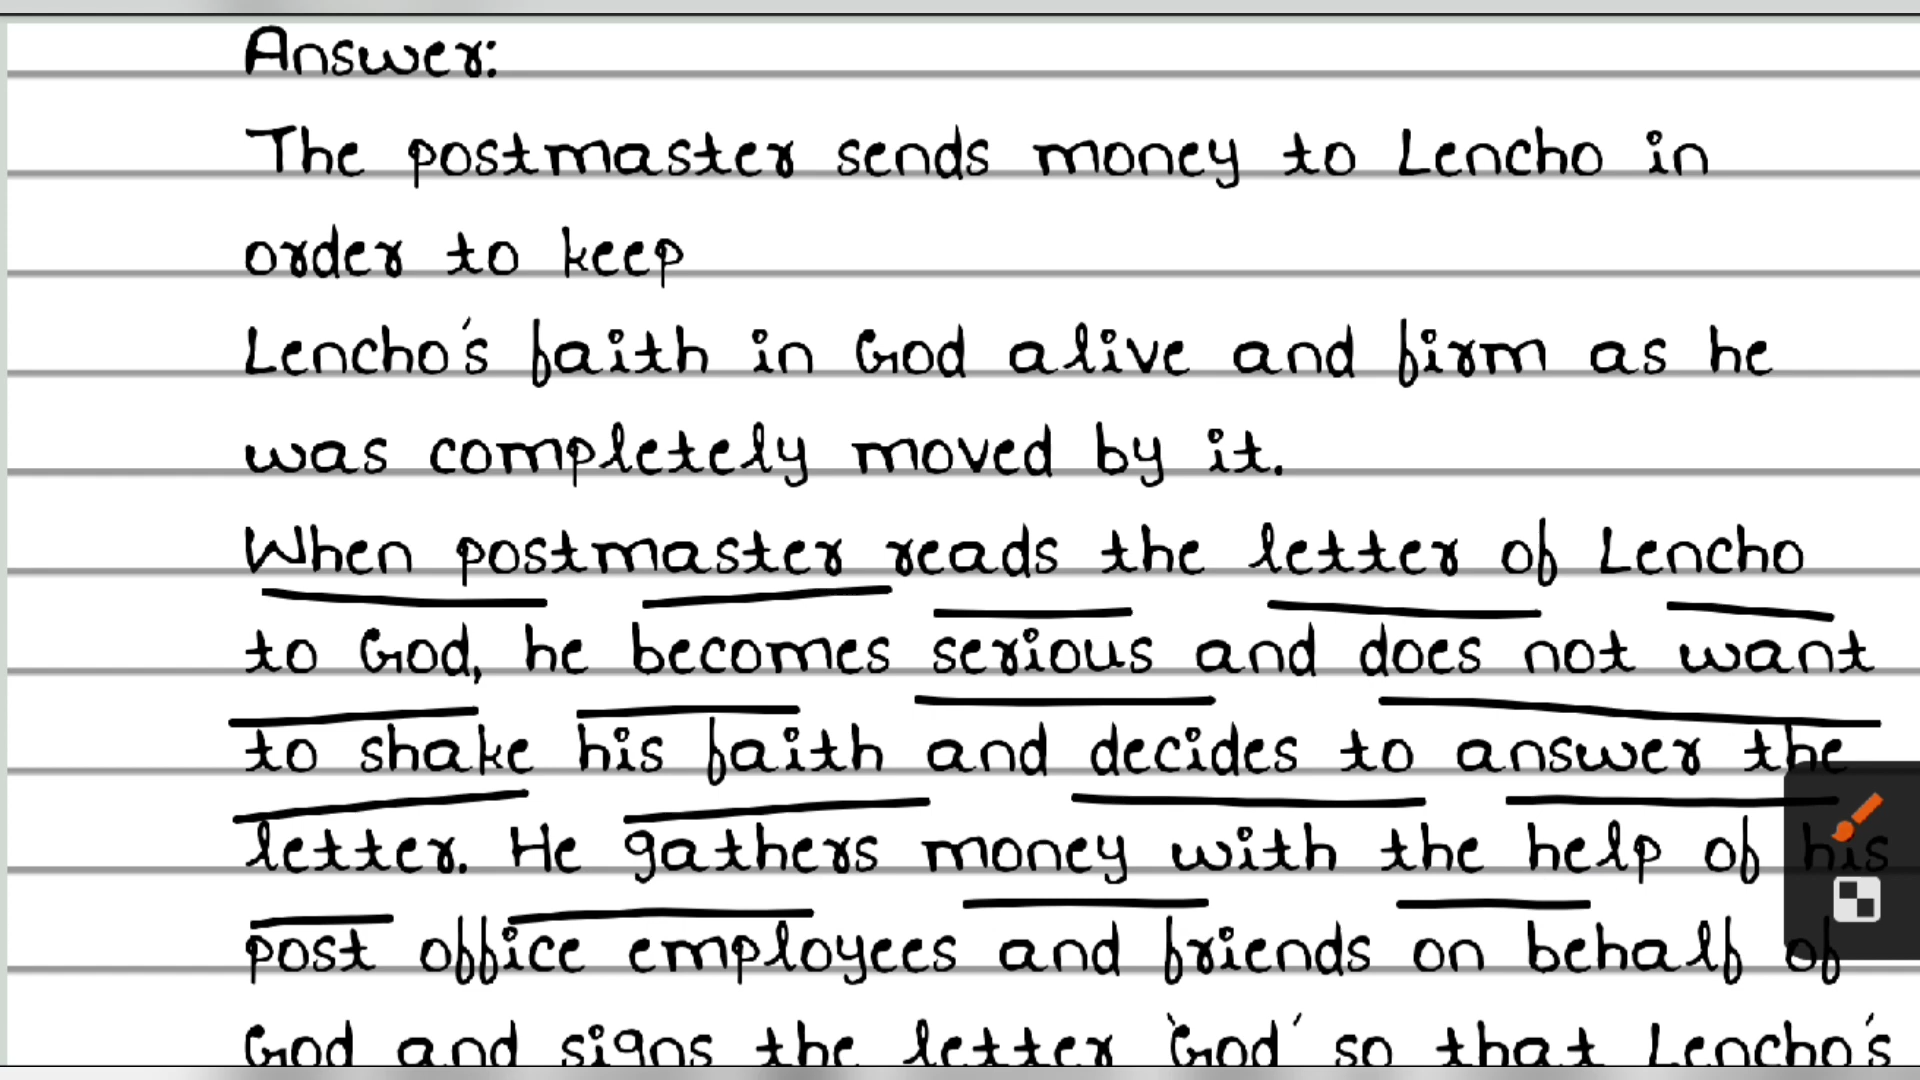 Answer:
The postmaster sends money to Lencho in
order to keep
Lencho's faith in God alive and firm as he
was completely moved by it.
When postmaster reads the letter of Lencho
to God, he becomes serious and does not want
to shake his faith and decides to answer the
letter. He gathers money with the help of his
post office employees and friends on behalf of
God and signs the letter 'God' so that Lencho's